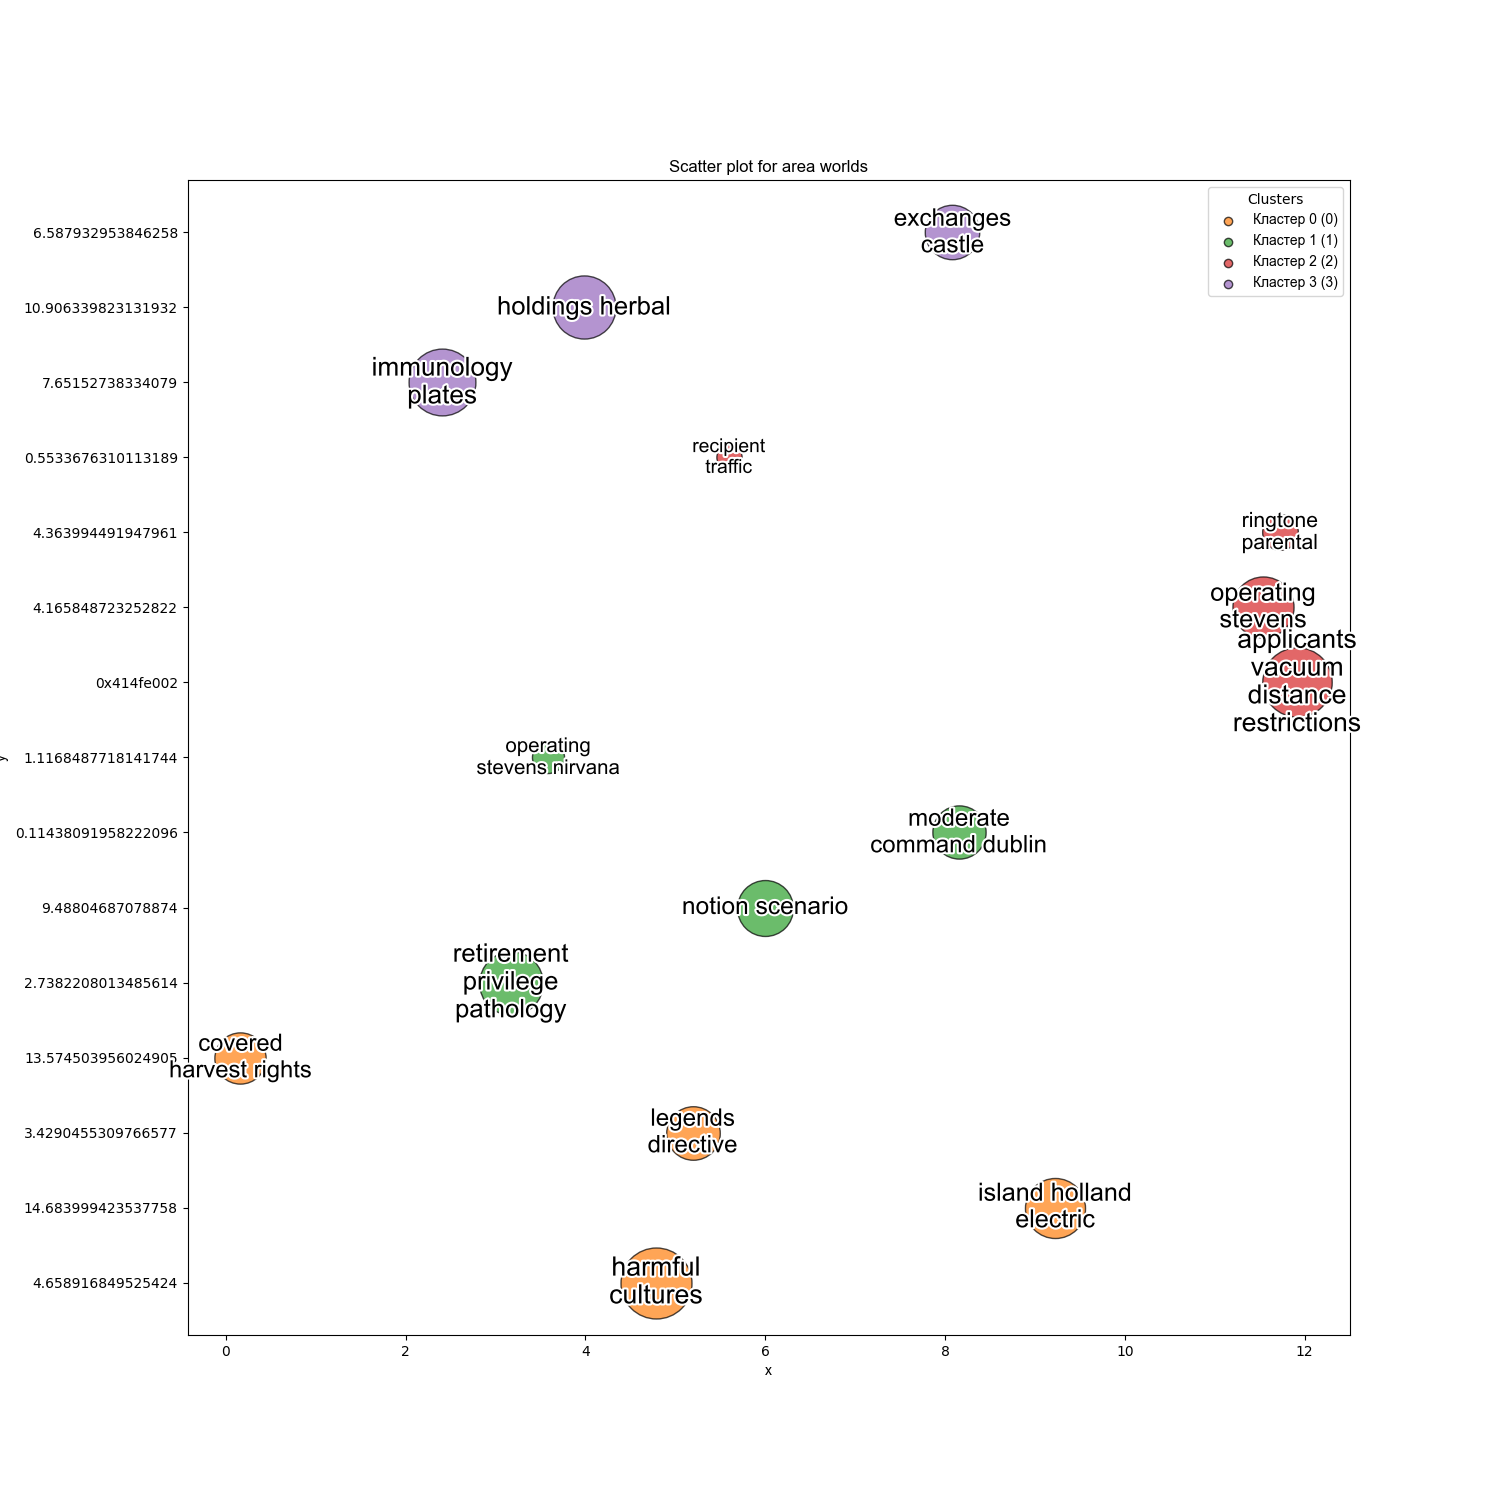 Scatter plot for area worlds
Clusters
Кластер 0 (0)
Кластер 1 (1)
Кластер 2 (2)
Кластер 3 (3)
6.587932953846258
10.906339823131932
7.65152738334079
0.5533676310113189
4.363994491947961
4.165848723252822
0x414fe002
1.1168487718141744
0.11438091958222096
9.48804687078874
2.7382208013485614
13.574503956024905
3.4290455309766577
14.683999423537758
4.658916849525424
y
exchanges
castle
holdings herbal
immunology
plates
recipient
traffic
ringtone
parental
operating
stevens
applicants
vacuum
distance
restrictions
operating
stevens nirvana
moderate
command dublin
notion scenario
retirement
privilege
pathology
covered
harvest rights
legends
directive
island holland
electric
harmful
cultures
0
2
4
6
8
10
12
x